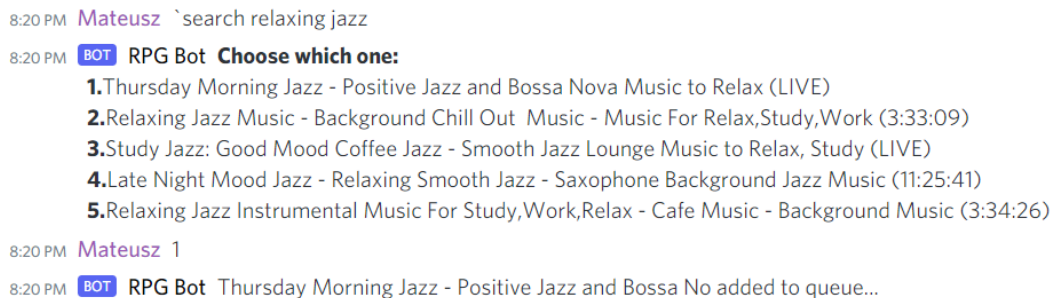 8:20 PM Mateusz `search relaxing jazz
8:20 PM BOT RPG Bot Choose which one:
1.Thursday Morning Jazz - Positive Jazz and Bossa Nova Music to Relax (LIVE)
2.Relaxing Jazz Music - Background Chill Out  Music - Music For Relax,Study,Work (3:33:09)
3.Study Jazz: Good Mood Coffee Jazz - Smooth Jazz Lounge Music to Relax, Study (LIVE)
4.Late Night Mood Jazz - Relaxing Smooth Jazz - Saxophone Background Jazz Music (11:25:41)
5.Relaxing Jazz Instrumental Music For Study,Work,Relax - Cafe Music - Background Music (3:34:26)
8:20 PM Mateusz 1
8:20 PM BOT RPG Bot Thursday Morning Jazz - Positive Jazz and Bossa No added to queue...